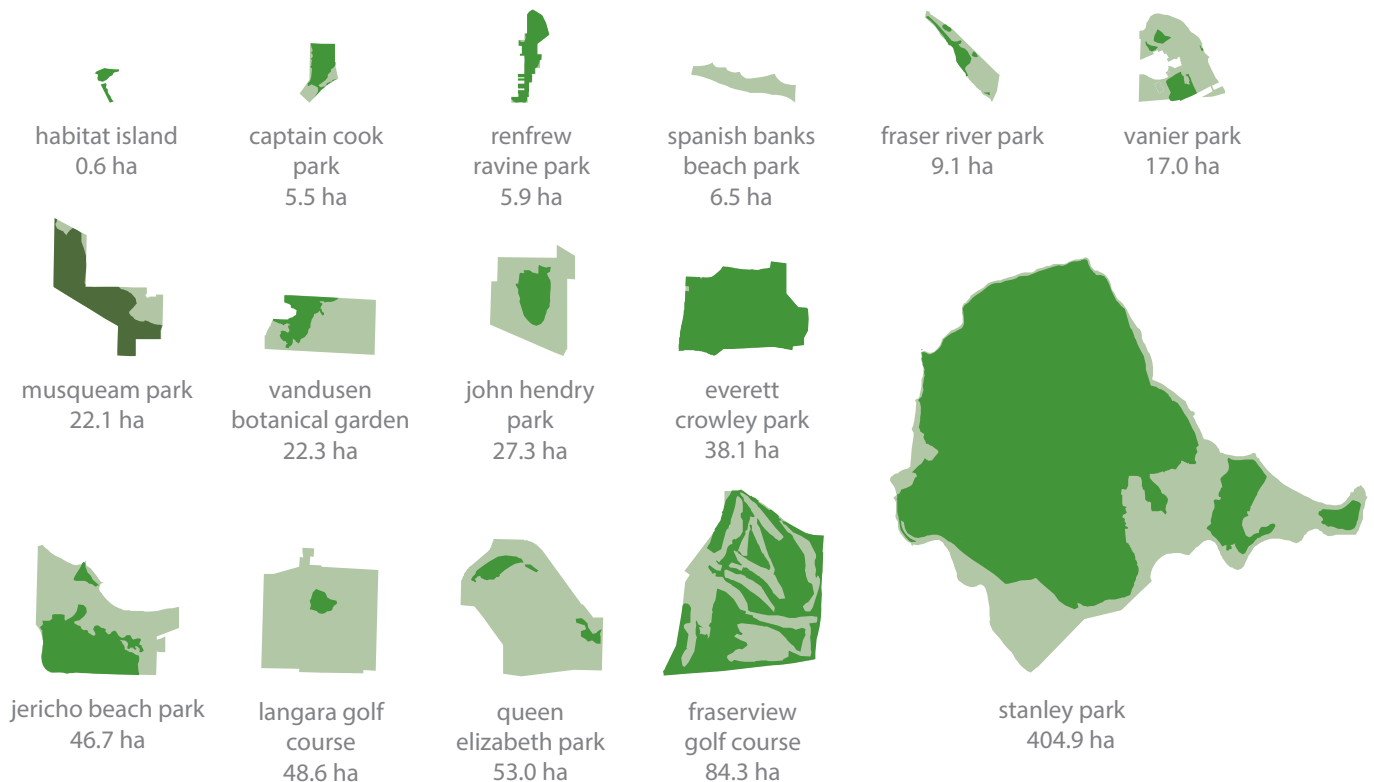 habitat island
0.6 ha
captain cook
park
5.5 ha
renfrew
ravine park
5.9 ha
spanish banks
beach park
6.5 ha
fraser river park
9.1 ha
vanier park
17.0 ha
musqueam park
22.1 ha
vandusen
botanical garden
22.3 ha
john hendry
park
27.3 ha
everett
crowley park
38.1 ha
jericho beach park
46.7 ha
langara golf
course
48.6 ha
queen
elizabeth park
53.0 ha
fraserview
golf course
84.3 ha
stanley park
404.9 ha